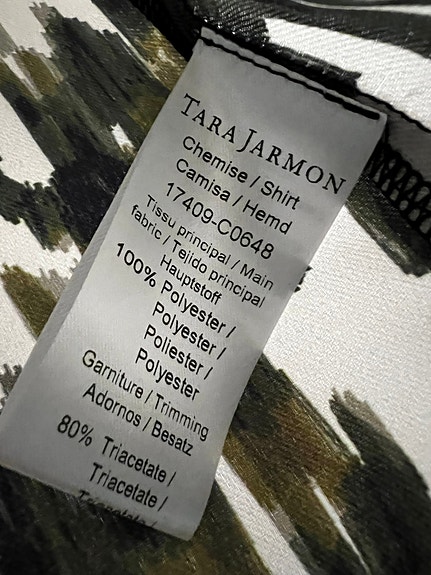 TARA JARMON
Chemise / Shirt
Camisa / Hemd
17409-C0648
Tissu principal / Main
fabric / Tejido principal
Hauptstoff
100% Polyester /
Polyester /
Poliester /
Polyester
Garniture / Trimming
Adornos / Besatz
80% Triacetate /
Triacetate /